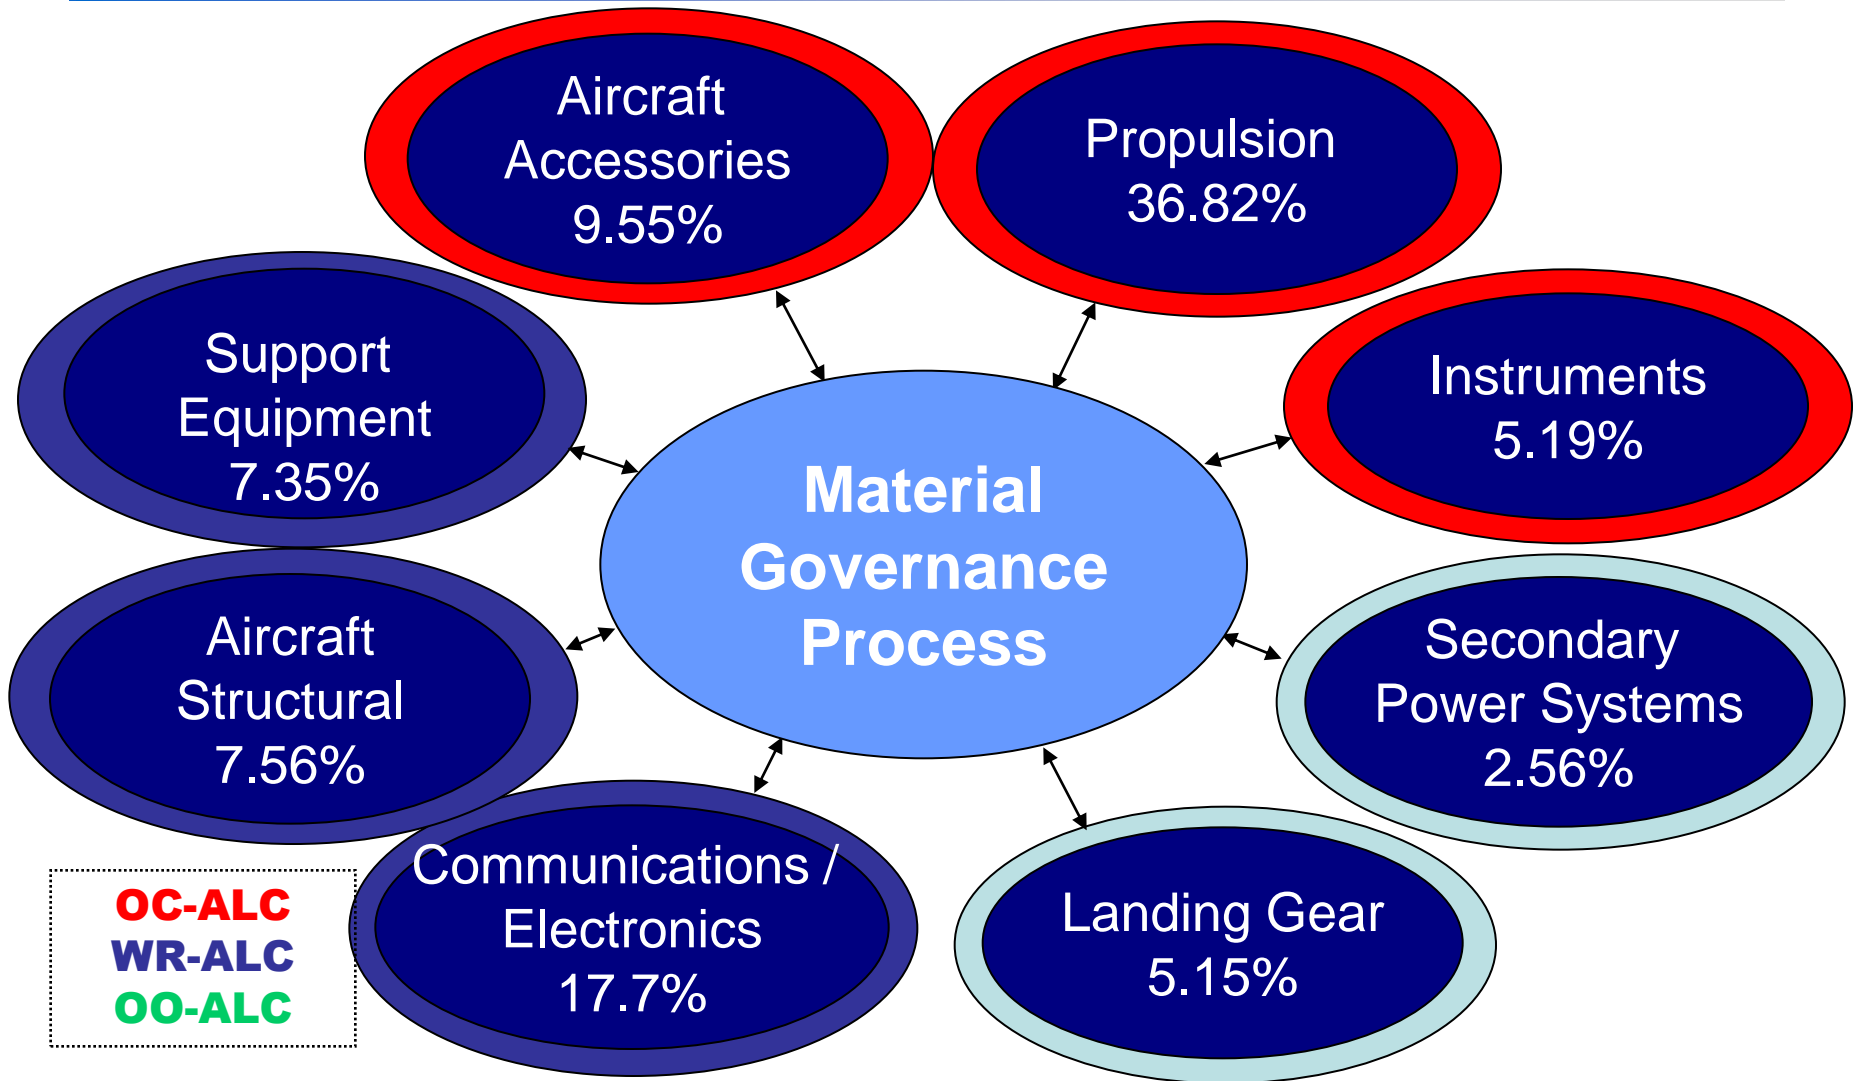 Aircraft
Accessories
9.55%
Propulsion
36.82%
Support
Equipment
7.35%
Instruments
5.19%
Material
Governance
Process
Aircraft
Structural
7.56%
Secondary
Power Systems
2.56%
Communications /
Electronics
17.7%
Landing Gear
5.15%
OC-ALC
WR-ALC
OO-ALC